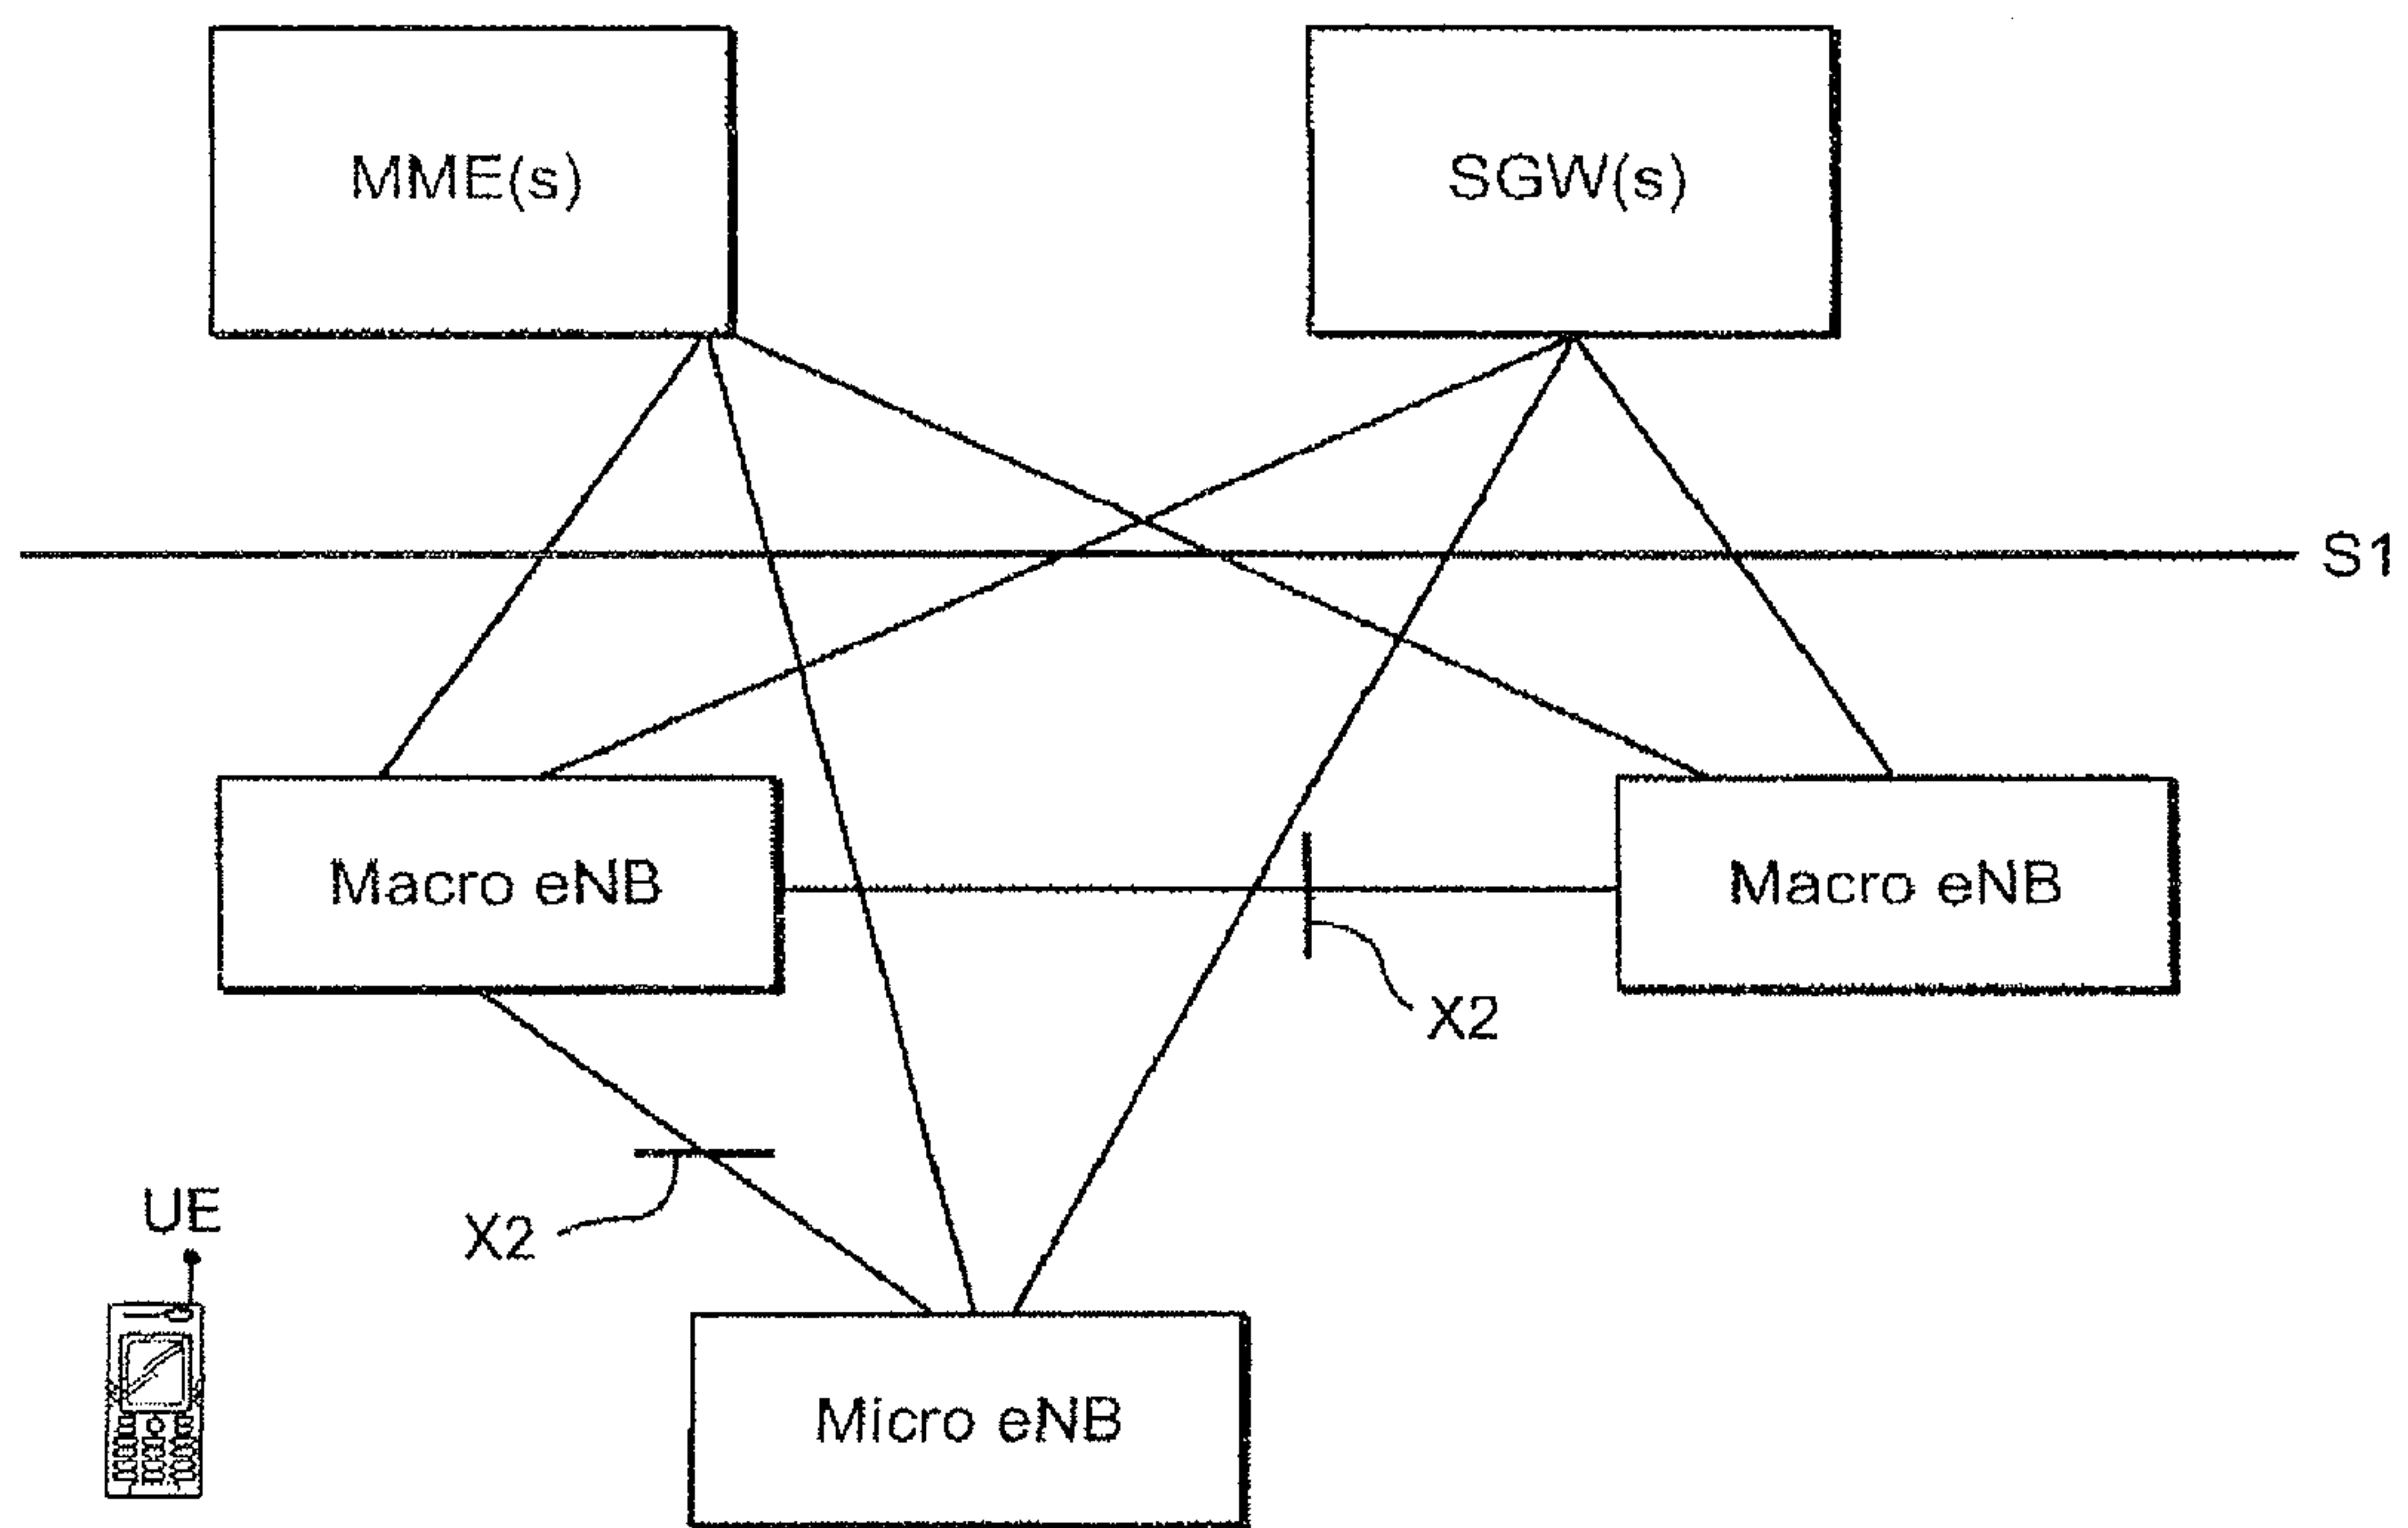 MME(s)
SGW(s)
S1
Macro eNB
Macro eNB
X2
X2
UE
Micro eNB